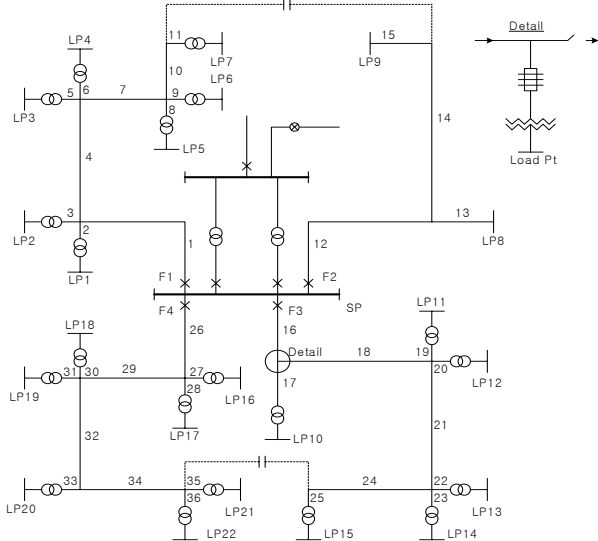 Detail
LP4
11
15
LP7
LP9
LP6
10
5
6
7
9
LP3
8
Load Pt
14
LP5
4
3
13
LP2
2
LP8
1
12
LP1
F1
F2
SP
F4
F3
LP11
LP18
26
16
Detail
18
19
31
30
29
27
20
LP19
28
17
LP16
LP12
LP17
LP10
32
21
33
34
35
24
22
36
25
23
LP20
LP21
LP13
LP22
LP15
LP14